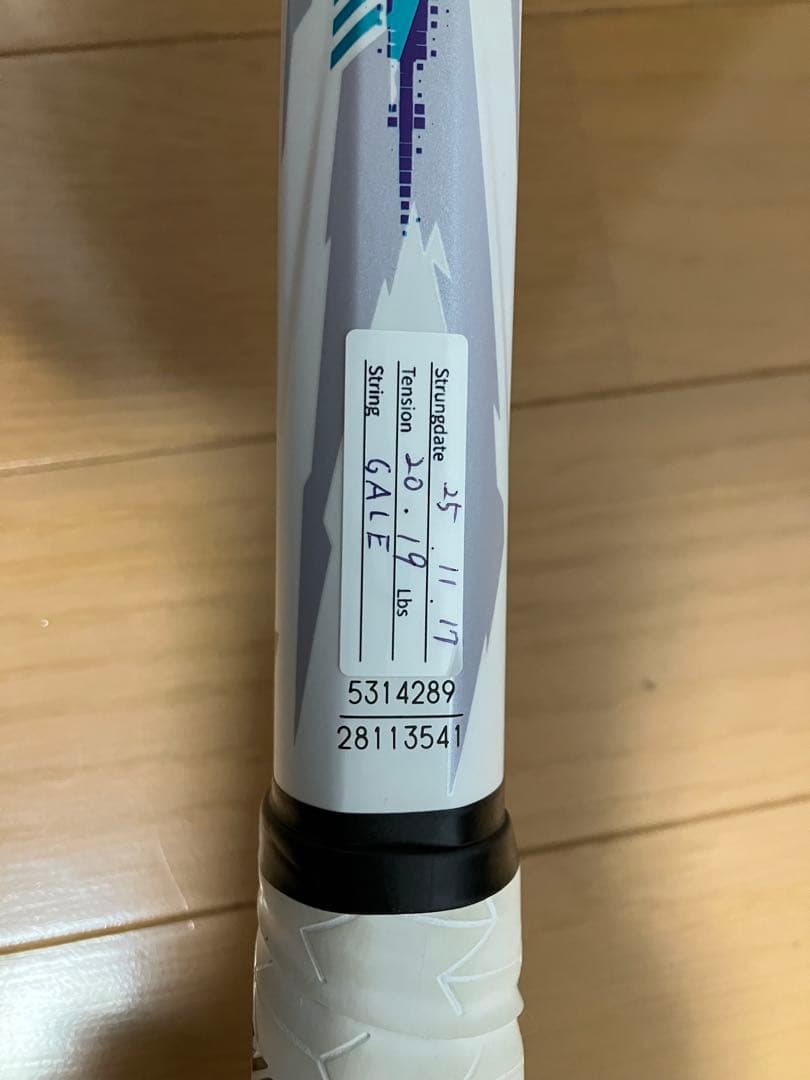 Strungdate 25.11.17
Tension 20.19 Lbs
String GALE
5314289
28113541